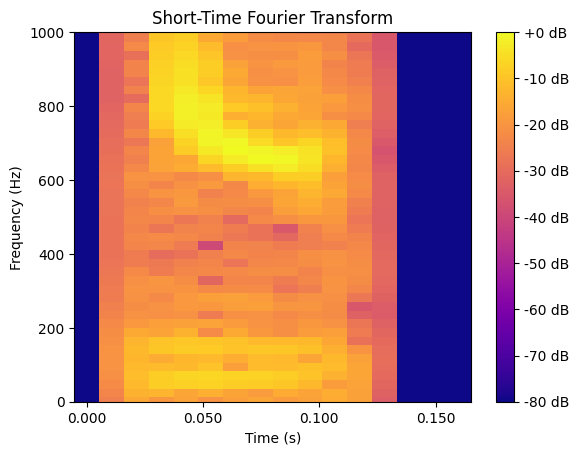 Short-Time Fourier Transform
Frequency (Hz)
1000
800
600
400
200
0
0.000
0.050
0.100
0.150
Time (s)
+0 dB
-10 dB
-20 dB
-30 dB
-40 dB
-50 dB
-60 dB
-70 dB
-80 dB